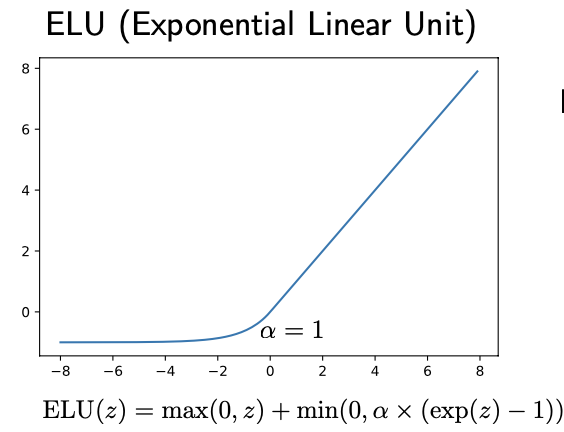 ELU (Exponential Linear Unit)
8
6
4
2
0
α = 1
−8 −6 −4 −2 0 2 4 6 8
ELU(z) = max(0, z) + min(0, α × (exp(z) − 1))